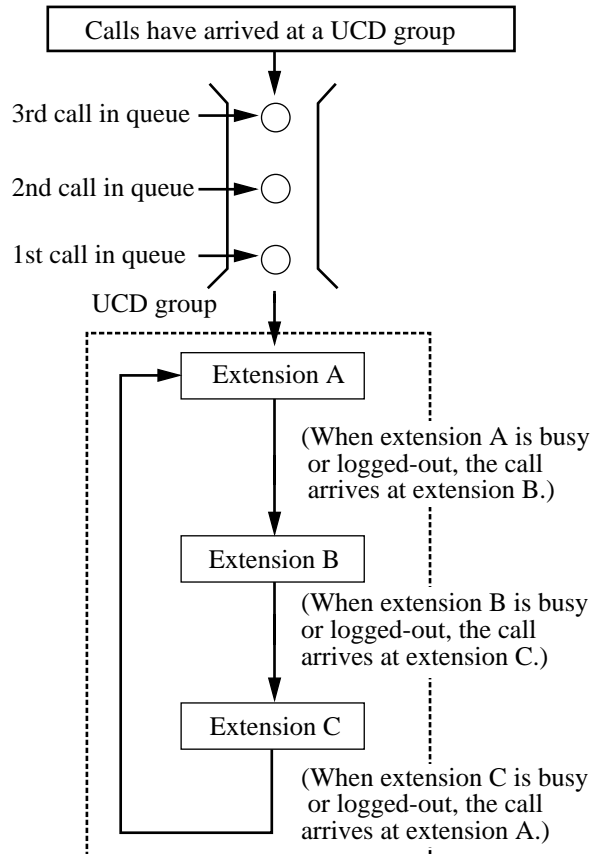 Calls have arrived at a UCD group
3rd call in queue
2nd call in queue
1st call in queue
UCD group
Extension A
(When extension A is busy
or logged-out, the call
arrives at extension B.)
Extension B
(When extension B is busy
or logged-out, the call
arrives at extension C.)
Extension C
(When extension C is busy
or logged-out, the call
arrives at extension A.)